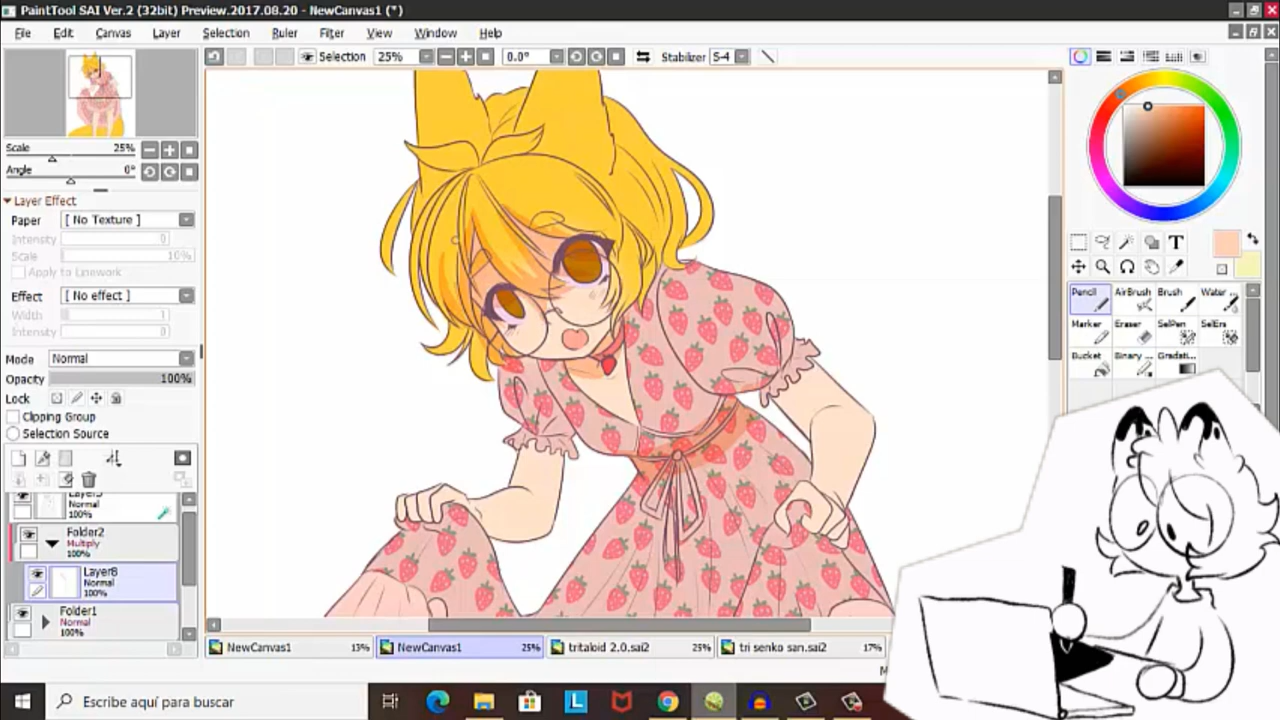 PaintTool SAI Ver.2 (32bit) Preview.2017.08.20 - NewCanvas1 (*)
File Edit Canvas Layer Selection Ruler Filter View Window Help
Selection 25% 0.0° Stabilizer S-4
Scale 25%
Angle 0°
Layer Effect
Paper [ No Texture ]
Intensity 0
Scale 10%
Apply to Linework
Effect [ No effect ]
Width 1
Intensity 0
Mode Normal
Opacity 100%
Lock
Clipping Group
Selection Source
Normal
100%
Folder2
Multiply
100%
Layer8
Normal
100%
Folder1
Normal
100%
T
Pencil AirBrush Brush Water ...
Marker Eraser SelPen SelErs
Bucket Binary ... Gradati...
NewCanvas1 13% NewCanvas1 25% tritaloid 2.0.sai2 25% tri senko san.sai2 17%
Escribe aquí para buscar